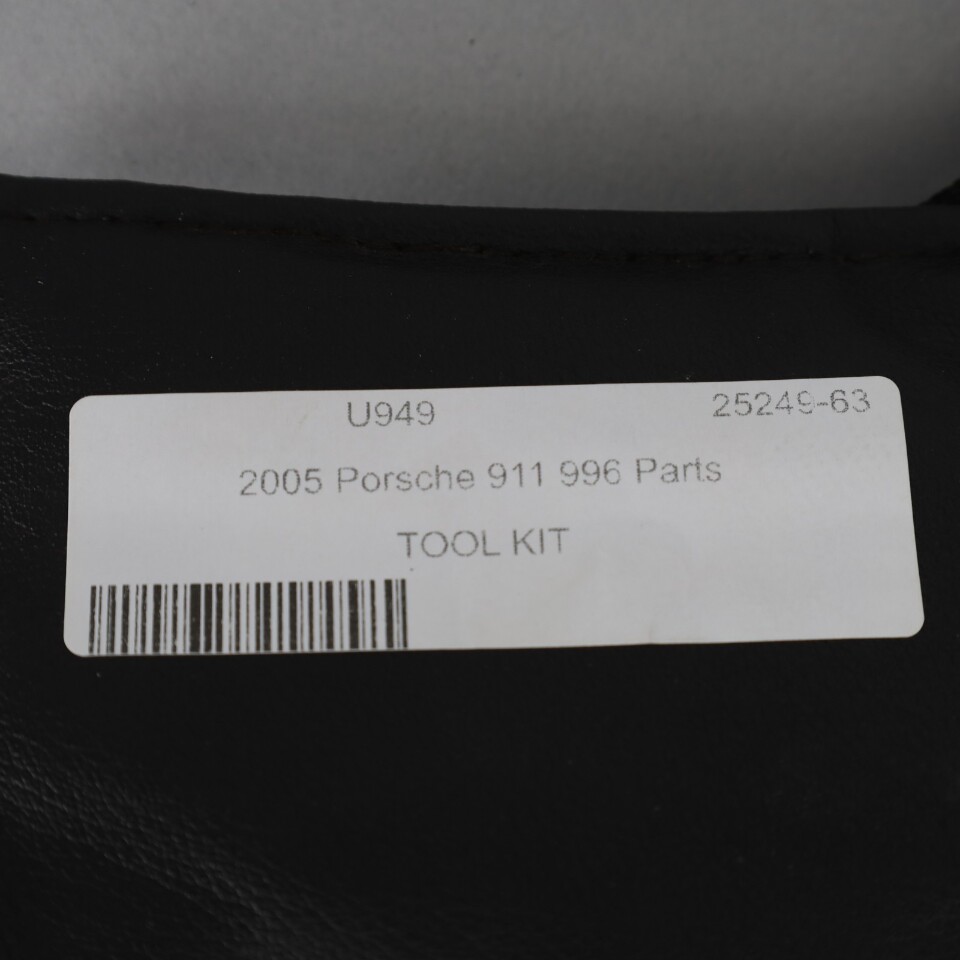 U949 25249-63
2005 Porsche 911 996 Parts
TOOL KIT